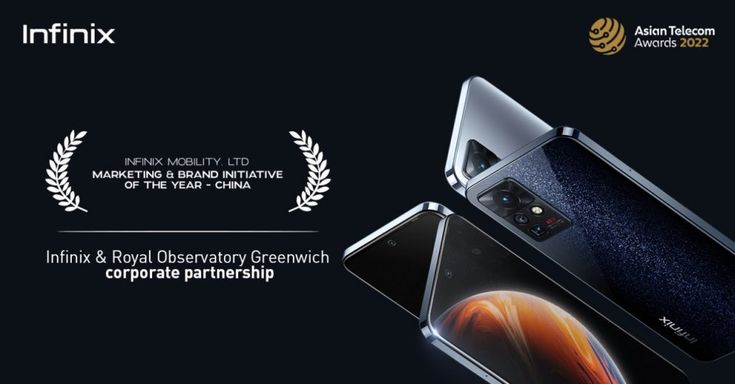 Infinix
Asian Telecom
Awards 2022
INFINIX MOBILITY. LTD
MARKETING & BRAND INITIATIVE
OF THE YEAR - CHINA
Infinix & Royal Observatory Greenwich
corporate partnership
Infinix